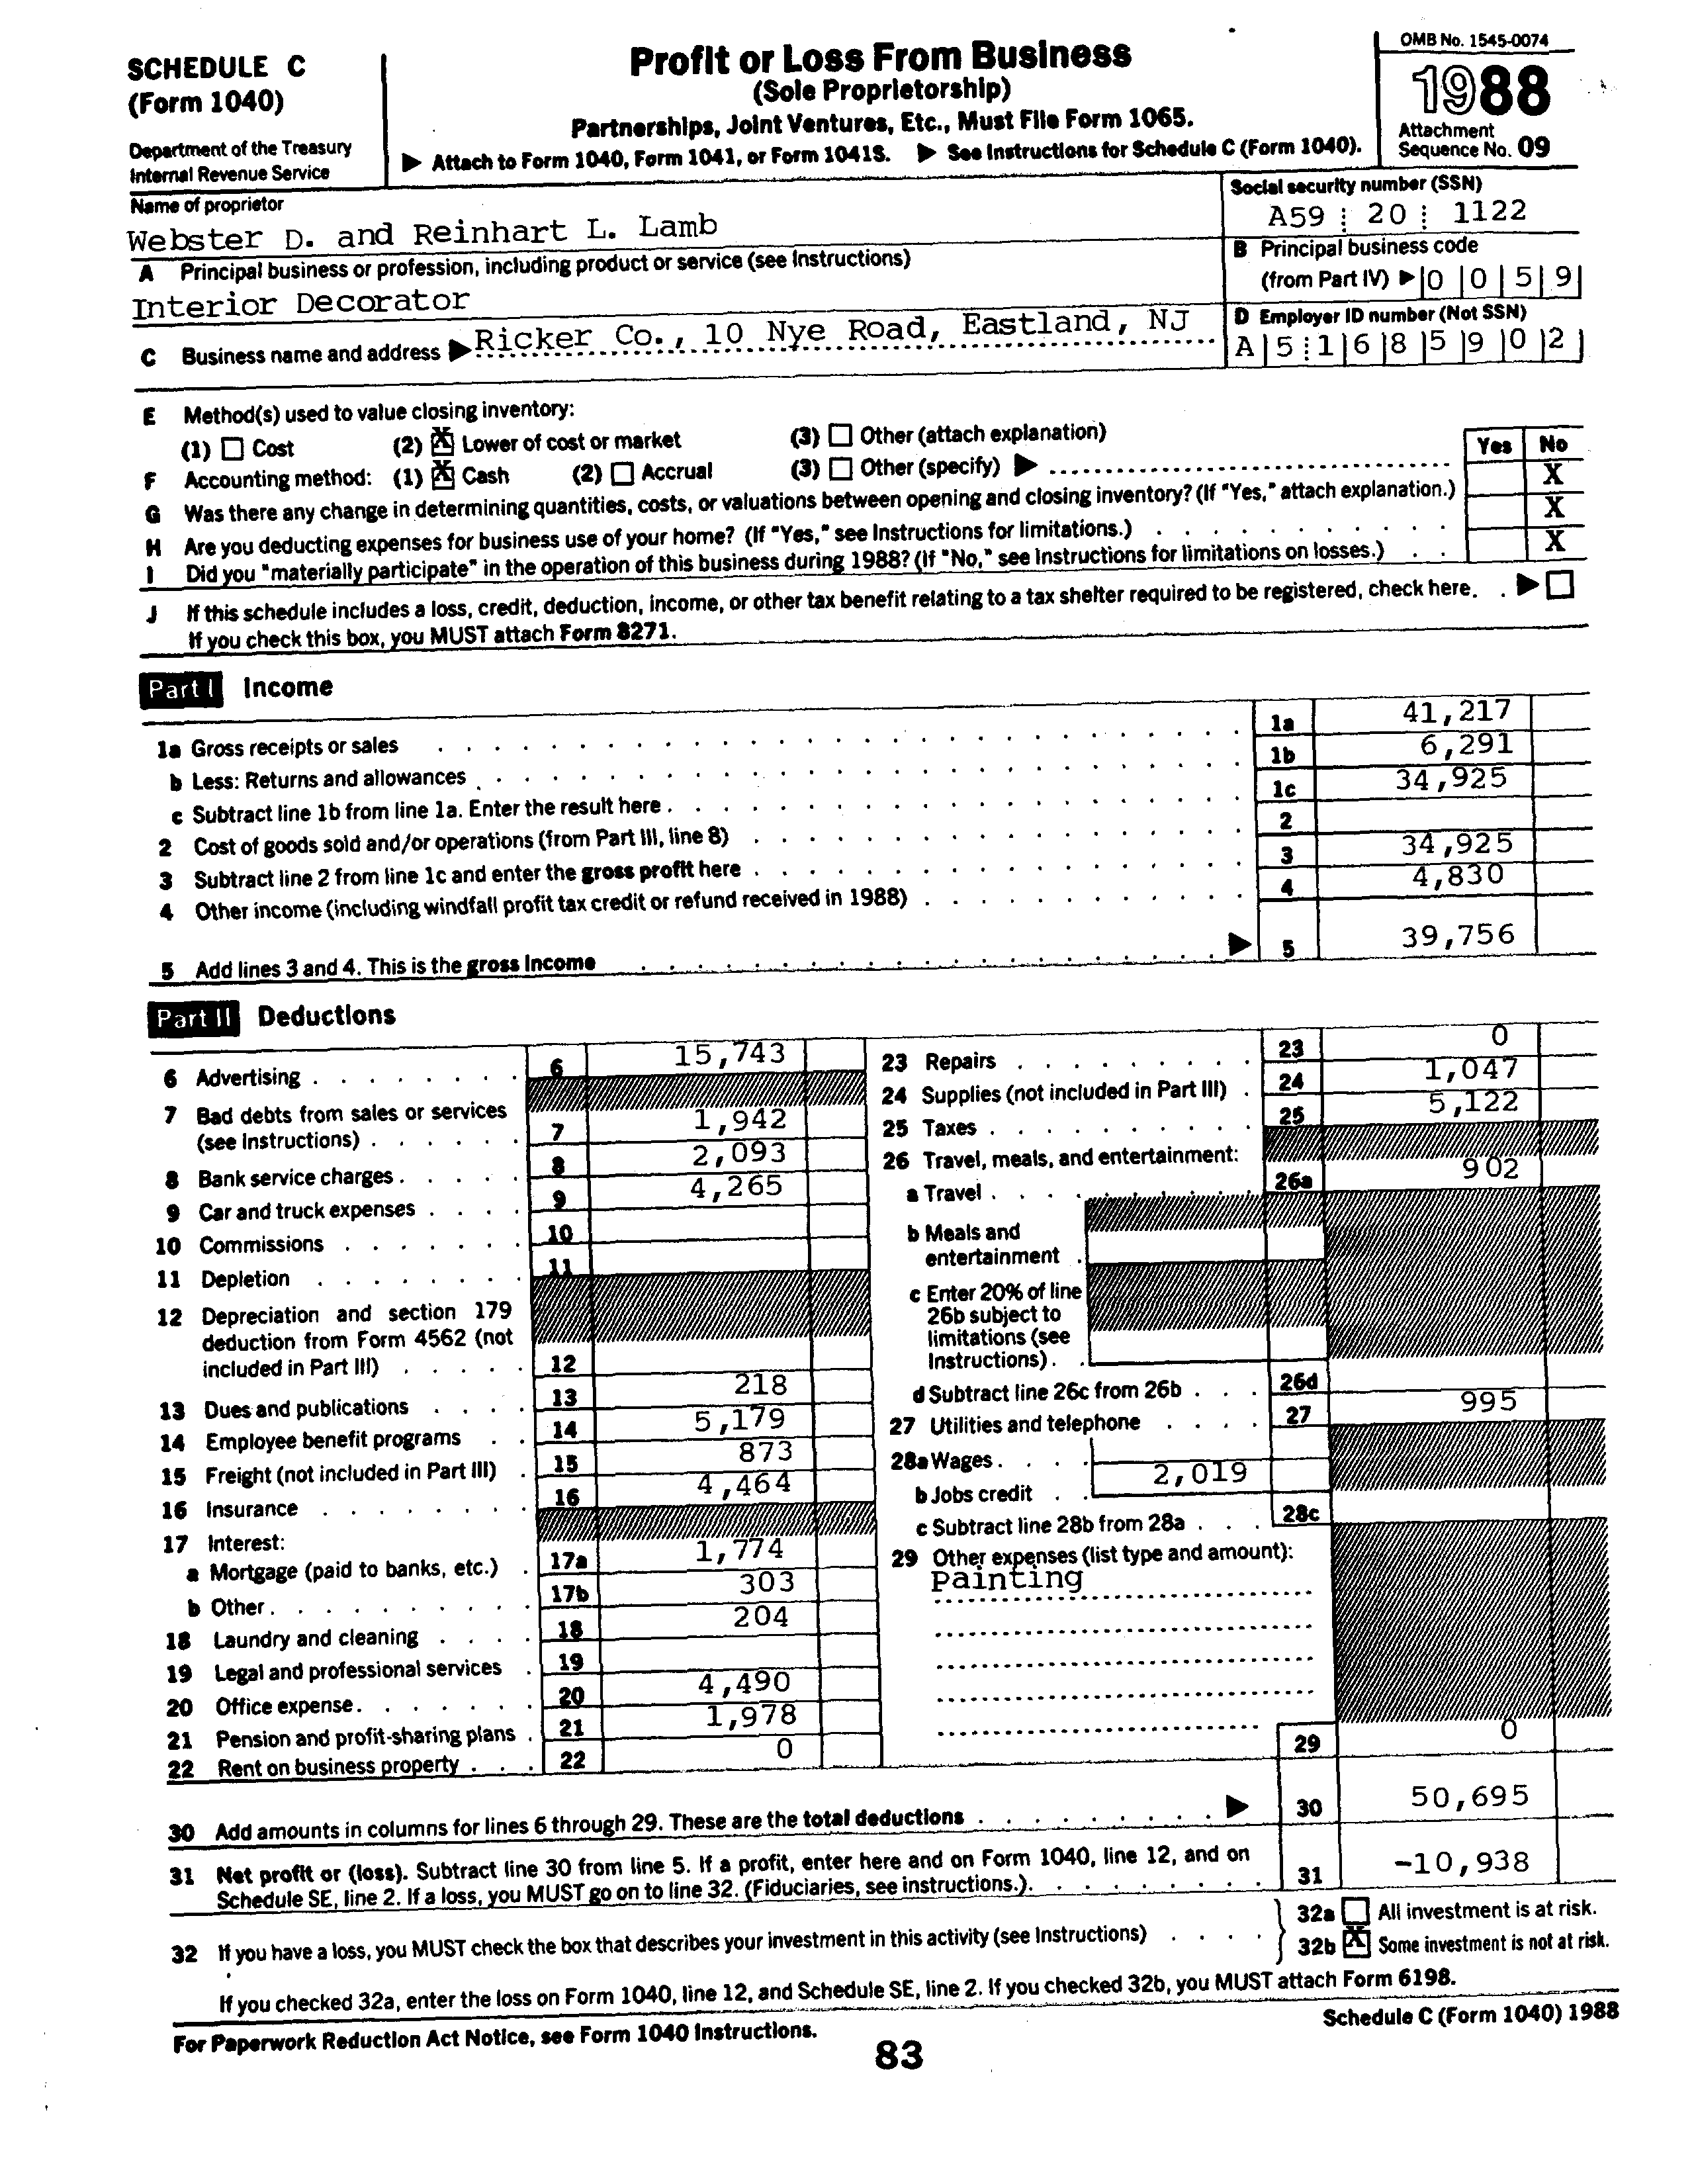 SCHEDULE C
(Form 1040)
Department of the Treasury
Internal Revenue Service
Profit or Loss From Business
(Sole Proprietorship)
Partnerships, Joint Ventures, Etc., Must File Form 1065.
▶ Attach to Form 1040, Form 1041, or Form 1041S. ▶ See Instructions for Schedule C (Form 1040).
OMB No. 1545-0074
1988
Attachment
Sequence No. 09
Name of proprietor
Webster D. and Reinhart L. Lamb
Social security number (SSN)
A59 20 1122
A Principal business or profession, including product or service (see Instructions)
Interior Decorator
B Principal business code
(from Part IV) ▶ 0 0 5 9
C Business name and address ▶ Ricker Co., 10 Nye Road, Eastland, NJ
D Employer ID number (Not SSN)
A 5 1 6 8 5 9 0 2
E Method(s) used to value closing inventory:
(1) ☐ Cost (2) ☒ Lower of cost or market (3) ☐ Other (attach explanation)
F Accounting method: (1) ☒ Cash (2) ☐ Accrual (3) ☐ Other (specify) ▶
Yes No
G Was there any change in determining quantities, costs, or valuations between opening and closing inventory? (If "Yes," attach explanation.) X
H Are you deducting expenses for business use of your home? (If "Yes," see Instructions for limitations.) X
I Did you "materially participate" in the operation of this business during 1988? (If "No," see Instructions for limitations on losses.) X
J If this schedule includes a loss, credit, deduction, income, or other tax benefit relating to a tax shelter required to be registered, check here. ▶ ☐
If you check this box, you MUST attach Form 8271.
Part I Income
1a Gross receipts or sales 1a 41,217
b Less: Returns and allowances 1b 6,291
c Subtract line 1b from line 1a. Enter the result here 1c 34,925
2 Cost of goods sold and/or operations (from Part III, line 8) 2
3 Subtract line 2 from line 1c and enter the gross profit here 3 34,925
4 Other income (including windfall profit tax credit or refund received in 1988) 4 4,830
5 Add lines 3 and 4. This is the gross income ▶ 5 39,756
Part II Deductions
6 Advertising 6 15,743
7 Bad debts from sales or services
(see Instructions) 7 1,942
8 Bank service charges 8 2,093
9 Car and truck expenses 9 4,265
10 Commissions 10
11 Depletion 11
12 Depreciation and section 179
deduction from Form 4562 (not
included in Part III) 12
13 Dues and publications 13 218
14 Employee benefit programs 14 5,179
15 Freight (not included in Part III) 15 873
16 Insurance 16 4,464
17 Interest:
a Mortgage (paid to banks, etc.) 17a 1,774
b Other 17b 303
18 Laundry and cleaning 18 204
19 Legal and professional services 19
20 Office expense 20 4,490
21 Pension and profit-sharing plans 21 1,978
22 Rent on business property 22 0
23 Repairs 23 0
24 Supplies (not included in Part III) 24 1,047
25 Taxes 25 5,122
26 Travel, meals, and entertainment:
a Travel 26a 902
b Meals and
entertainment
c Enter 20% of line
26b subject to
limitations (see
Instructions)
d Subtract line 26c from 26b 26d
27 Utilities and telephone 27 995
28a Wages
2,019
b Jobs credit
c Subtract line 28b from 28a 28c
29 Other expenses (list type and amount):
Painting
29 0
30 Add amounts in columns for lines 6 through 29. These are the total deductions ▶ 30 50,695
31 Net profit or (loss). Subtract line 30 from line 5. If a profit, enter here and on Form 1040, line 12, and on
Schedule SE, line 2. If a loss, you MUST go on to line 32. (Fiduciaries, see instructions.) 31 -10,938
32 If you have a loss, you MUST check the box that describes your investment in this activity (see Instructions)
32a ☐ All investment is at risk.
32b ☒ Some investment is not at risk.
If you checked 32a, enter the loss on Form 1040, line 12, and Schedule SE, line 2. If you checked 32b, you MUST attach Form 6198.
For Paperwork Reduction Act Notice, see Form 1040 Instructions.
Schedule C (Form 1040) 1988
83